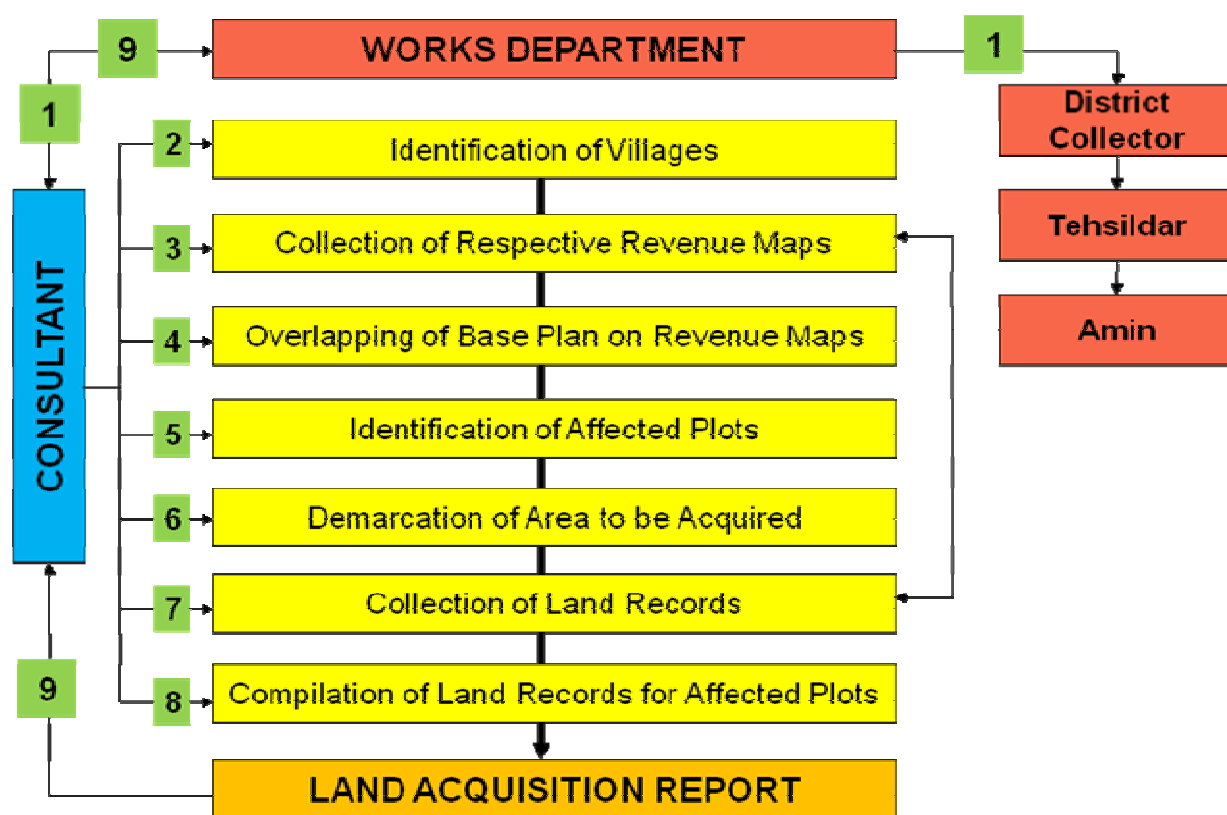 9
WORKS DEPARTMENT
1
1
District
Collector
2
Identification of Villages
Tehsildar
3
Collection of Respective Revenue Maps
Amin
4
Overlapping of Base Plan on Revenue Maps
CONSULTANT
5
Identification of Affected Plots
6
Demarcation of Area to be Acquired
7
Collection of Land Records
9
8
Compilation of Land Records for Affected Plots
LAND ACQUISITION REPORT